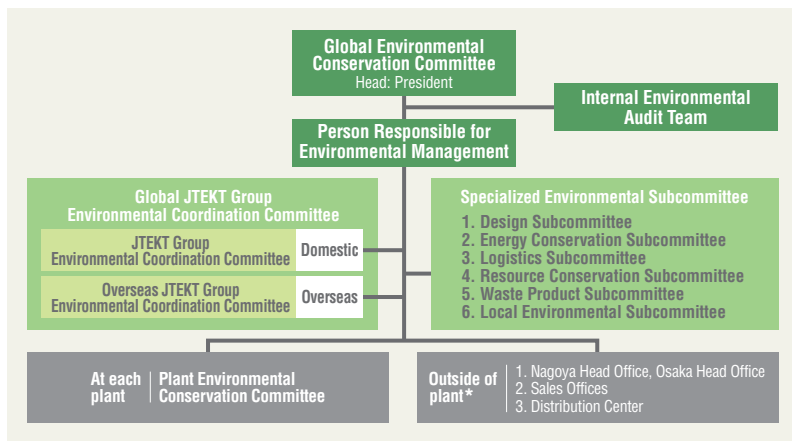 Global Environmental
Conservation Committee
Head: President
Internal Environmental
Audit Team
Person Responsible for
Environmental Management
Global JTEKT Group
Environmental Coordination Committee
JTEKT Group
Environmental Coordination Committee
Domestic
Overseas JTEKT Group
Environmental Coordination Committee
Overseas
Specialized Environmental Subcommittee
1. Design Subcommittee
2. Energy Conservation Subcommittee
3. Logistics Subcommittee
4. Resource Conservation Subcommittee
5. Waste Product Subcommittee
6. Local Environmental Subcommittee
At each
plant
Plant Environmental
Conservation Committee
Outside of
plant*
1. Nagoya Head Office, Osaka Head Office
2. Sales Offices
3. Distribution Center